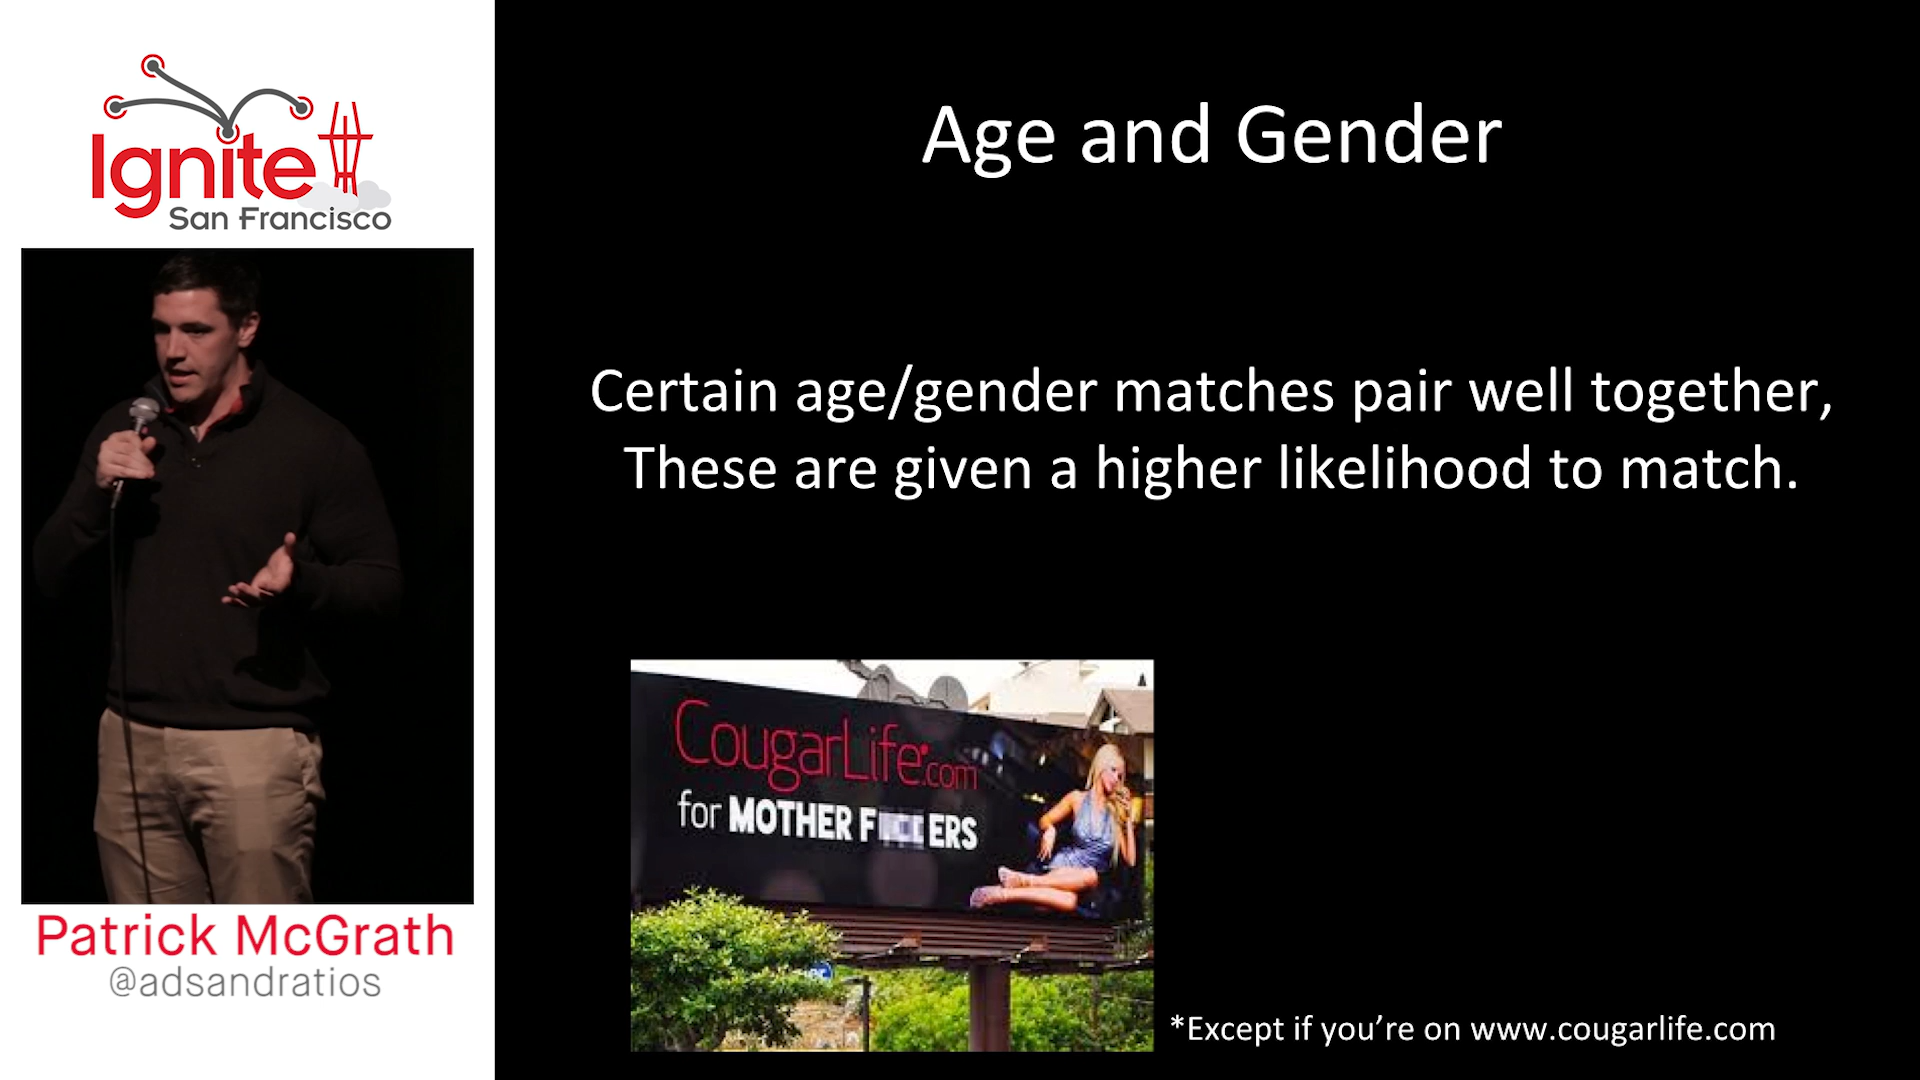 Ignite
San Francisco
Patrick McGrath
@adsandratios
Age and Gender
Certain age/gender matches pair well together,
These are given a higher likelihood to match.
CougarLife.com
for MOTHER F ERS
*Except if you’re on www.cougarlife.com